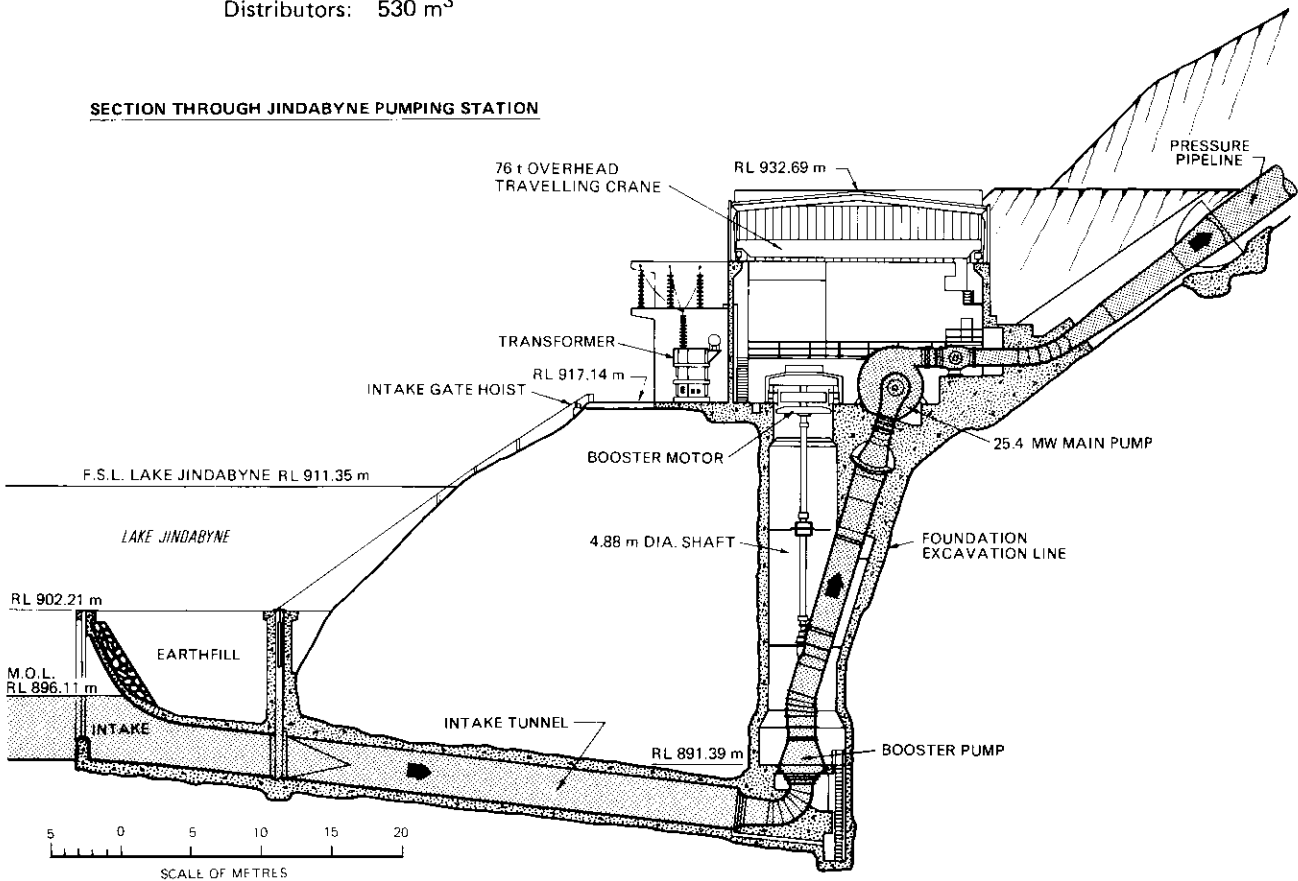 Distributors: 530 m³
SECTION THROUGH JINDABYNE PUMPING STATION
76 t OVERHEAD
TRAVELLING CRANE
RL 932.69 m
PRESSURE
PIPELINE
TRANSFORMER
RL 917.14 m
INTAKE GATE HOIST
25.4 MW MAIN PUMP
BOOSTER MOTOR
F.S.L. LAKE JINDABYNE RL 911.35 m
LAKE JINDABYNE
4.88 m DIA. SHAFT
FOUNDATION
EXCAVATION LINE
RL 902.21 m
EARTHFILL
M.O.L.
RL 896.11 m
INTAKE
INTAKE TUNNEL
RL 891.39 m
BOOSTER PUMP
5 0 5 10 15 20
SCALE OF METRES